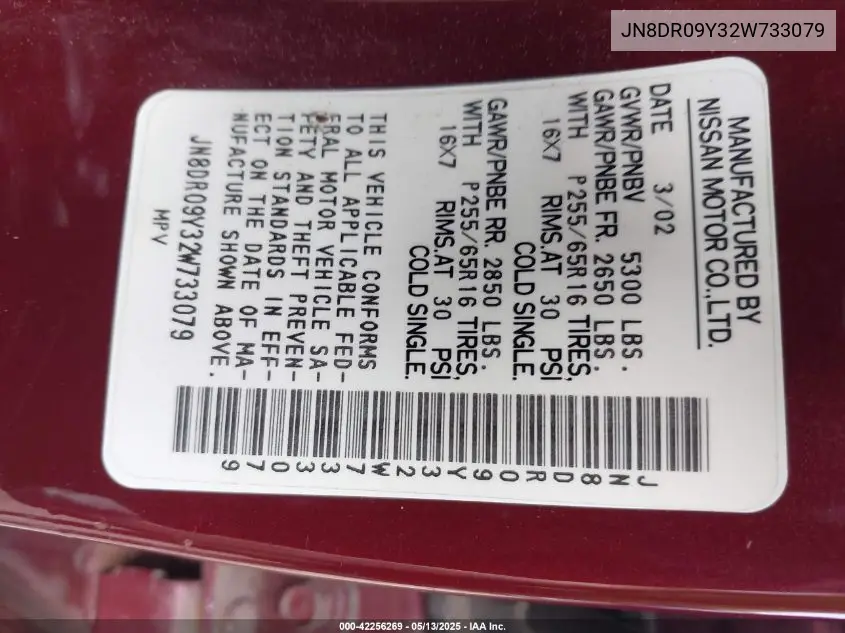 JN8DR09Y32W733079
MANUFACTURED BY
NISSAN MOTOR CO.,LTD.
DATE 3/02
GVWR/PNBV 5300 LBS.
GAWR/PNBE FR. 2650 LBS.
WITH P255/65R16 TIRES,
16X7 RIMS.AT 30 PSI
COLD SINGLE.
GAWR/PNBE RR. 2850 LBS.
WITH P255/65R16 TIRES,
16X7 RIMS.AT 30 PSI
COLD SINGLE.
THIS VEHICLE CONFORMS
TO ALL APPLICABLE FED-
ERAL MOTOR VEHICLE SA-
FETY AND THEFT PREVEN-
TION STANDARDS IN EFF-
ECT ON THE DATE OF MA-
NUFACTURE SHOWN ABOVE.
JN8DR09Y32W733079
MPV
JN8DR09Y32W733079
000-42256269 - 05/13/2025 - IAA Inc.